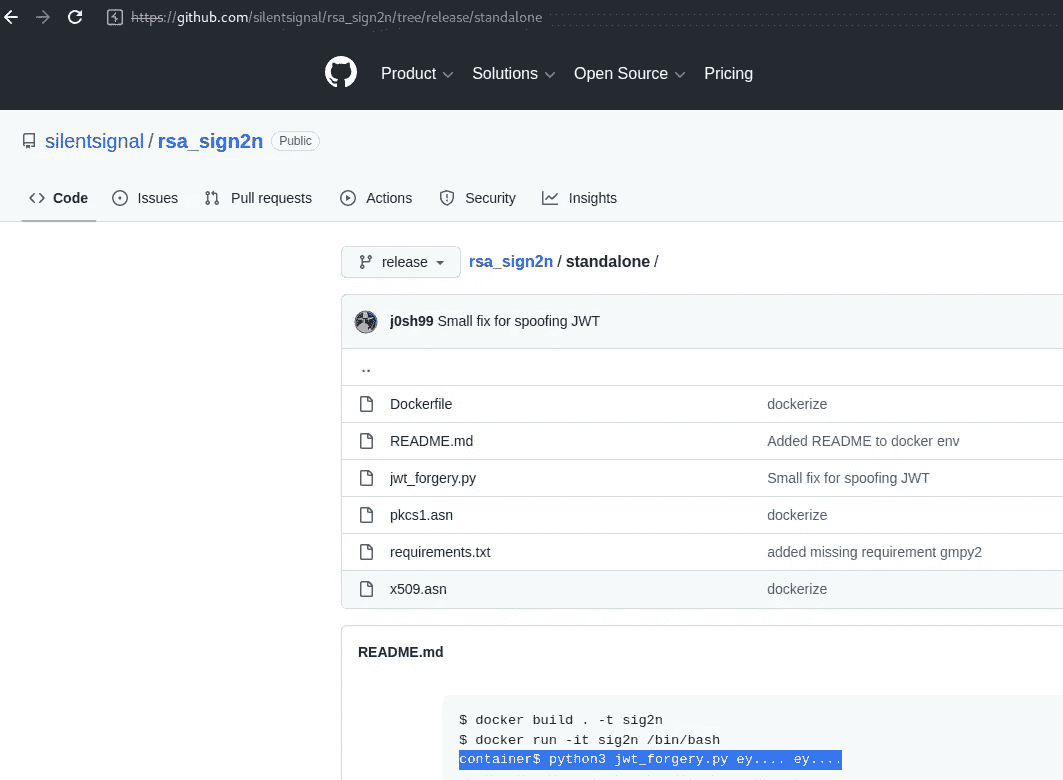 https://github.com/silentsignal/rsa_sign2n/tree/release/standalone
Product Solutions Open Source Pricing
silentsignal / rsa_sign2n Public
Code Issues Pull requests Actions Security Insights
release rsa_sign2n / standalone /
j0sh99 Small fix for spoofing JWT
..
Dockerfile dockerize
README.md Added README to docker env
jwt_forgery.py Small fix for spoofing JWT
pkcs1.asn dockerize
requirements.txt added missing requirement gmpy2
x509.asn dockerize
README.md
$ docker build . -t sig2n
$ docker run -it sig2n /bin/bash
container$ python3 jwt_forgery.py ey.... ey....